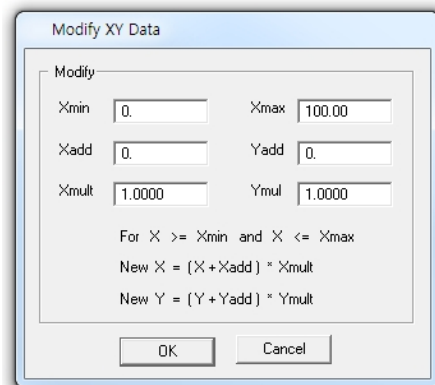 Modify XY Data
Modify
Xmin 0. Xmax 100.00
Xadd 0. Yadd 0.
Xmult 1.0000 Ymul 1.0000
For X >= Xmin and X <= Xmax
New X = (X+Xadd) * Xmult
New Y = (Y+Yadd) * Ymult
OK Cancel